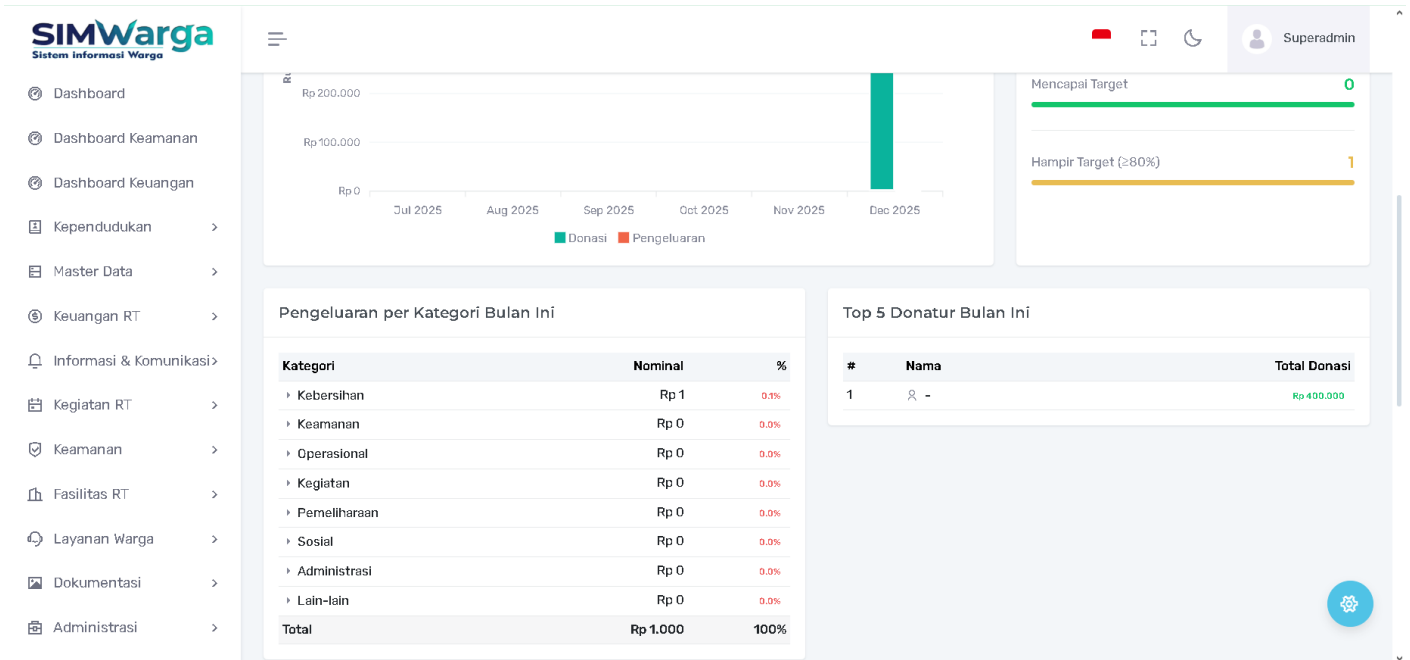 SIMWarga
Sistem informasi Warga
Superadmin
Dashboard
Dashboard Keamanan
Dashboard Keuangan
Kependudukan
Master Data
Keuangan RT
Informasi & Komunikasi
Kegiatan RT
Keamanan
Fasilitas RT
Layanan Warga
Dokumentasi
Administrasi
Rp 200.000
Rp 100.000
Rp 0
Jul 2025 Aug 2025 Sep 2025 Oct 2025 Nov 2025 Dec 2025
Donasi Pengeluaran
Mencapai Target 0
Hampir Target (≥80%) 1
Pengeluaran per Kategori Bulan Ini
Kategori Nominal %
Kebersihan Rp 1 0.1%
Keamanan Rp 0 0.0%
Operasional Rp 0 0.0%
Kegiatan Rp 0 0.0%
Pemeliharaan Rp 0 0.0%
Sosial Rp 0 0.0%
Administrasi Rp 0 0.0%
Lain-lain Rp 0 0.0%
Total Rp 1.000 100%
Top 5 Donatur Bulan Ini
# Nama Total Donasi
1 - Rp 400.000